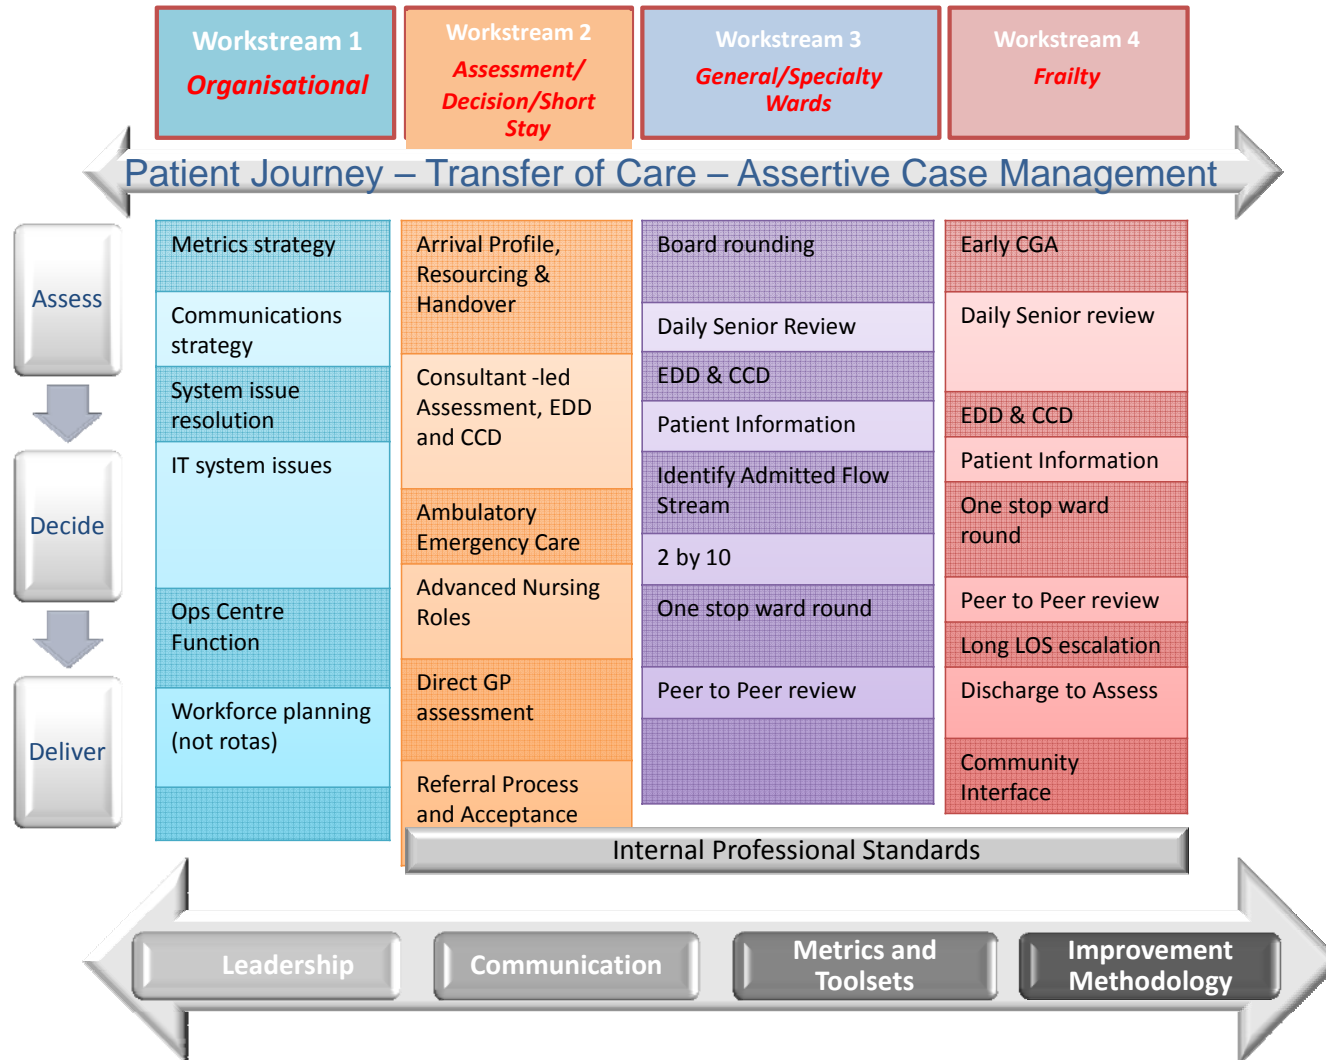 Workstream 1
Organisational
Workstream 2
Assessment/
Decision/Short
Stay
Workstream 3
General/Specialty
Wards
Workstream 4
Frailty
Patient Journey – Transfer of Care – Assertive Case Management
Assess
Decide
Deliver
Metrics strategy
Communications
strategy
System issue
resolution
IT system issues
Ops Centre
Function
Workforce planning
(not rotas)
Arrival Profile,
Resourcing &
Handover
Consultant -led
Assessment, EDD
and CCD
Ambulatory
Emergency Care
Advanced Nursing
Roles
Direct GP
assessment
Referral Process
and Acceptance
Board rounding
Daily Senior Review
EDD & CCD
Patient Information
Identify Admitted Flow
Stream
2 by 10
One stop ward round
Peer to Peer review
Early CGA
Daily Senior review
EDD & CCD
Patient Information
One stop ward
round
Peer to Peer review
Long LOS escalation
Discharge to Assess
Community
Interface
Internal Professional Standards
Leadership
Communication
Metrics and
Toolsets
Improvement
Methodology